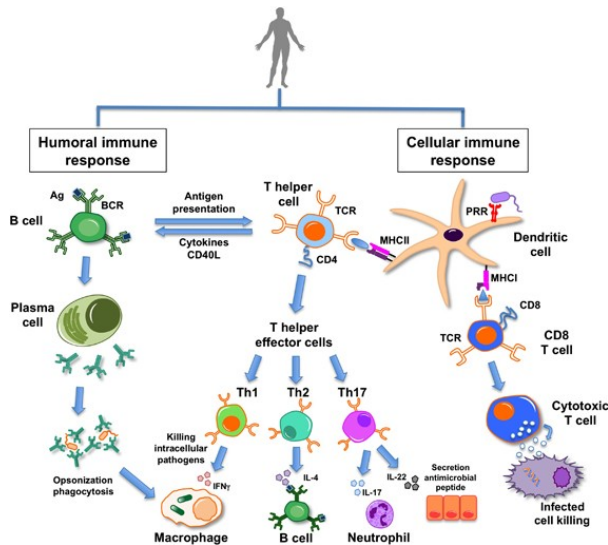 Humoral immune
response
Cellular immune
response
Ag
BCR
B cell
Antigen
presentation
Cytokines
CD40L
T helper
cell
TCR
CD4
MHCII
PRR
Dendritic
cell
MHCI
CD8
TCR
CD8
T cell
Plasma
cell
T helper
effector cells
Th1
Th2
Th17
Cytotoxic
T cell
Killing
intracellular
pathogens
IFNγ
IL-4
IL-17
IL-22
Secretion
antimicrobial
peptide
Opsonization
phagocytosis
Macrophage
B cell
Neutrophil
Infected
cell killing